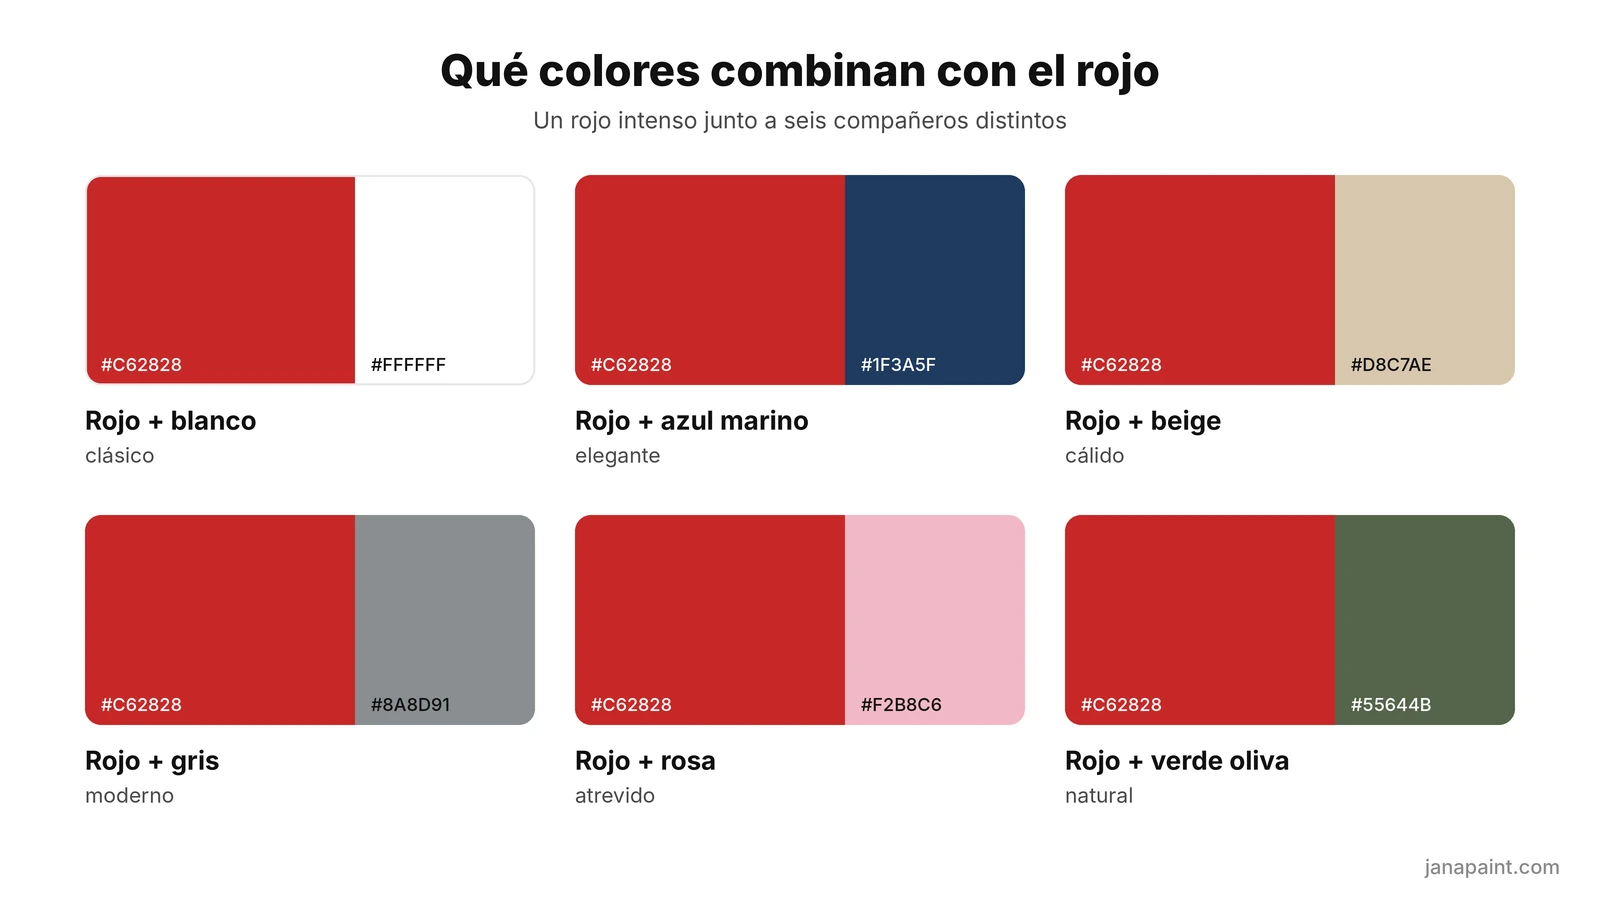 Qué colores combinan con el rojo
Un rojo intenso junto a seis compañeros distintos
#C62828
#FFFFFF
Rojo + blanco
clásico
#C62828
#1F3A5F
Rojo + azul marino
elegante
#C62828
#D8C7AE
Rojo + beige
cálido
#C62828
#8A8D91
Rojo + gris
moderno
#C62828
#F2B8C6
Rojo + rosa
atrevido
#C62828
#55644B
Rojo + verde oliva
natural
janapaint.com